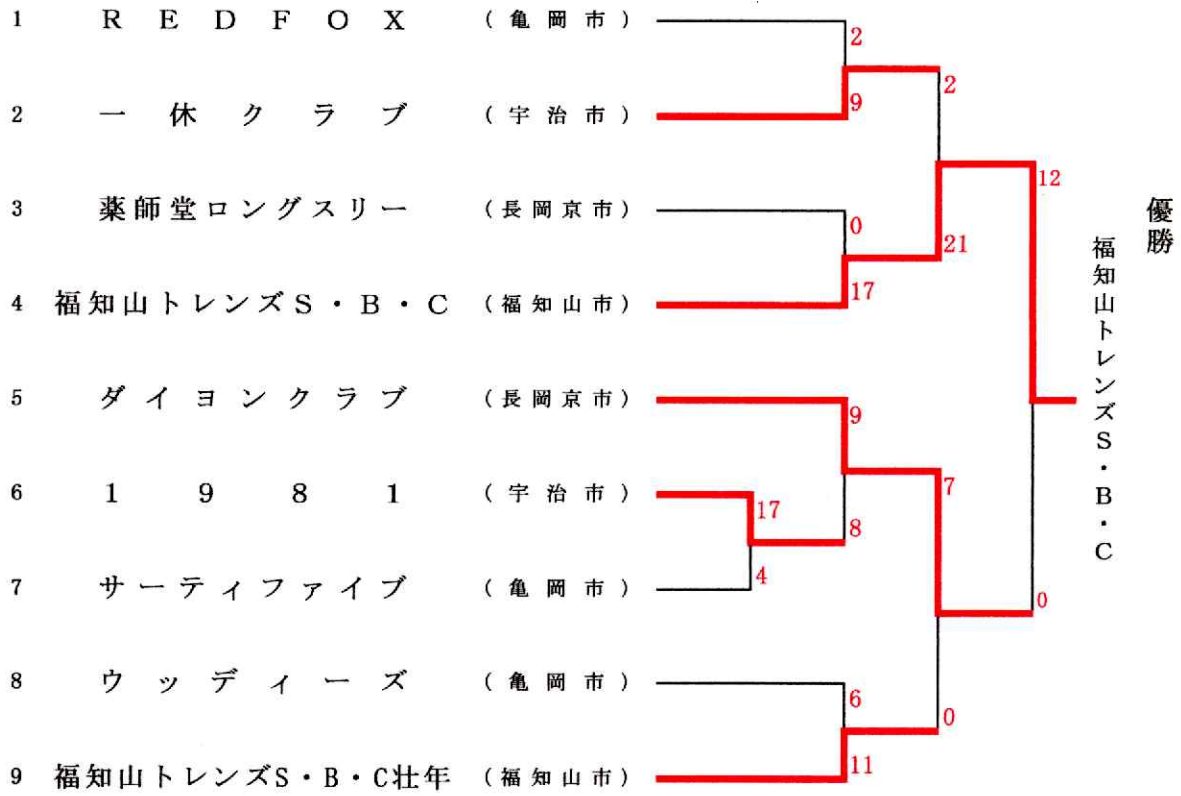 1 REDFOX (亀岡市)
2
2
9
2 一休クラブ (宇治市)
12
3 薬師堂ロングスリー (長岡京市)
0
21
17
4 福知山トレンズS・B・C (福知山市)
優勝
福知山トレンズS・B・C
5 ダイヨンクラブ (長岡京市)
9
7
6 1981 (宇治市)
17
8
4
7 サーティファイブ (亀岡市)
0
8 ウッディーズ (亀岡市)
6
0
11
9 福知山トレンズS・B・C壮年 (福知山市)